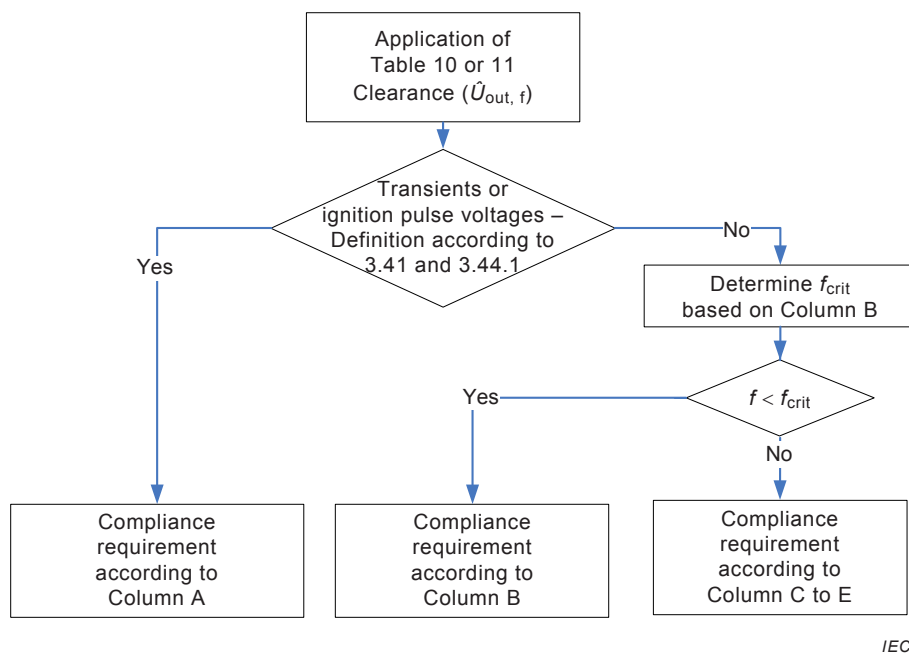 Application of
Table 10 or 11
Clearance (Ûout, f)
Transients or
ignition pulse voltages –
Definition according to
3.41 and 3.44.1
Yes
No
Determine fcrit
based on Column B
Yes
f < fcrit
No
Compliance
requirement
according to
Column A
Compliance
requirement
according to
Column B
Compliance
requirement
according to
Column C to E
IEC